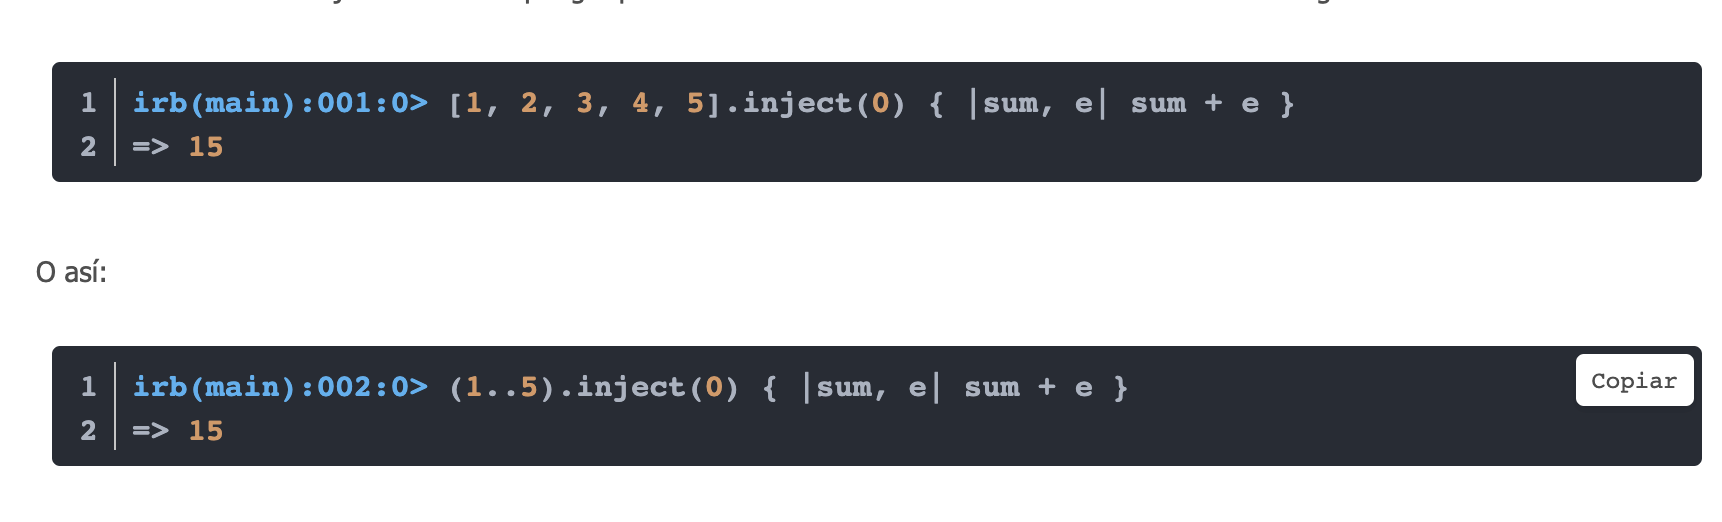 1 irb(main):001:0> [1, 2, 3, 4, 5].inject(0) { |sum, e| sum + e }
2 => 15
O así:
1 irb(main):002:0> (1..5).inject(0) { |sum, e| sum + e }
Copiar
2 => 15